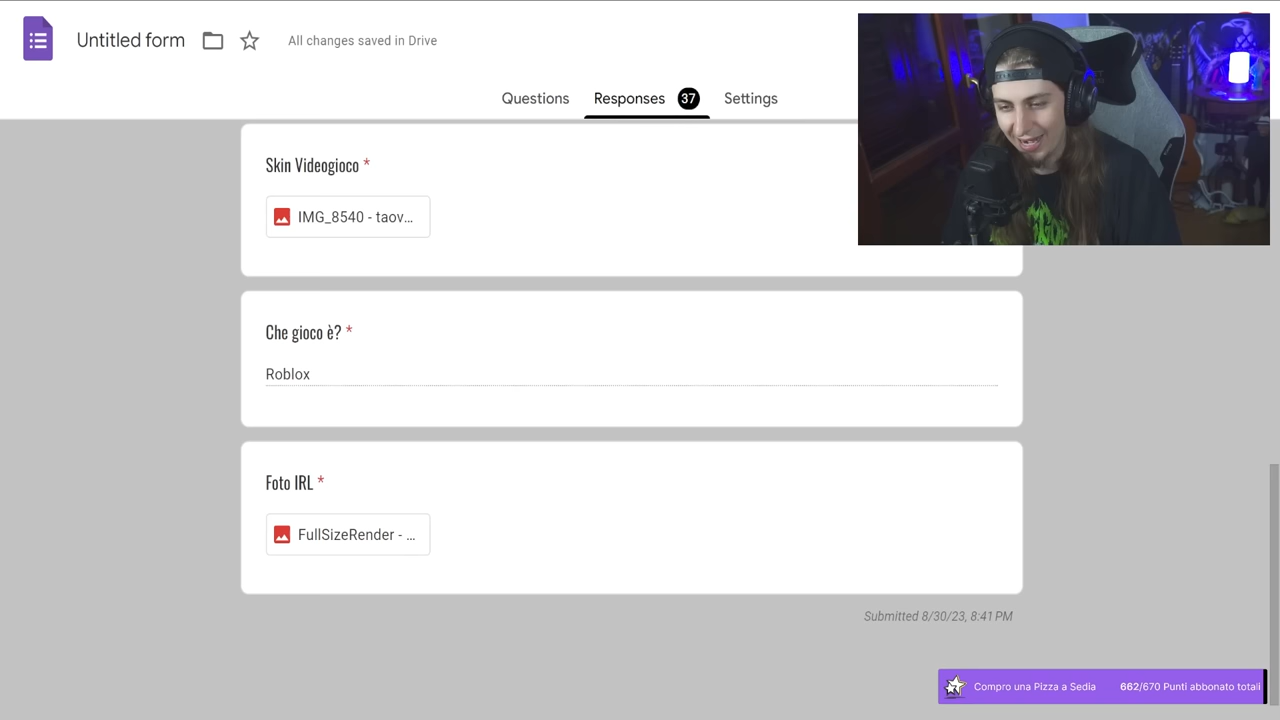 Untitled form
All changes saved in Drive
Questions
Responses 37
Settings
Skin Videogioco *
IMG_8540 - taov...
Che gioco è? *
Roblox
Foto IRL *
FullSizeRender - ...
Submitted 8/30/23, 8:41 PM
Compro una Pizza a Sedia 662/670 Punti abbonato totali